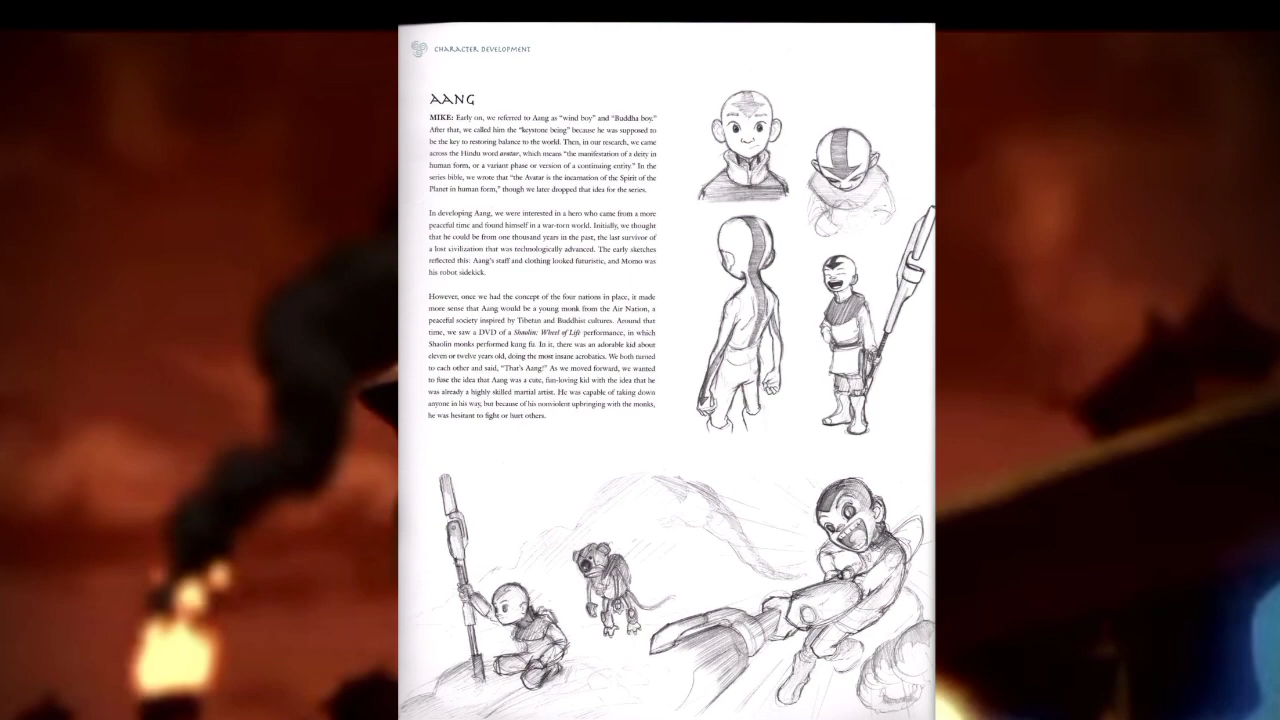 CHARACTER DEVELOPMENT
AANG
MIKE: Early on, we referred to Aang as “wind boy” and “Buddha boy.”
After that, we called him the “keystone being” because he was supposed to
be the key to restoring balance to the world. Then, in our research, we came
across the Hindu word avatar, which means “the manifestation of a deity in
human form, or a variant phase or version of a continuing entity.” In the
series bible, we wrote that “the Avatar is the incarnation of the Spirit of the
Planet in human form,” though we later dropped that idea for the series.
In developing Aang, we were interested in a hero who came from a more
peaceful time and found himself in a war-torn world. Initially, we thought
that he could be from one thousand years in the past, the last survivor of
a lost civilization that was technologically advanced. The early sketches
reflected this: Aang’s staff and clothing looked futuristic, and Momo was
his robot sidekick.
However, once we had the concept of the four nations in place, it made
more sense that Aang would be a young monk from the Air Nation, a
peaceful society inspired by Tibetan and Buddhist cultures. Around that
time, we saw a DVD of a Shaolin: Wheel of Life performance, in which
Shaolin monks performed kung fu. In it, there was an adorable kid about
eleven or twelve years old, doing the most insane acrobatics. We both turned
to each other and said, “That’s Aang!” As we moved forward, we wanted
to fuse the idea that Aang was a cute, fun-loving kid with the idea that he
was already a highly skilled martial artist. He was capable of taking down
anyone in his way, but because of his nonviolent upbringing with the monks,
he was hesitant to fight or hurt others.